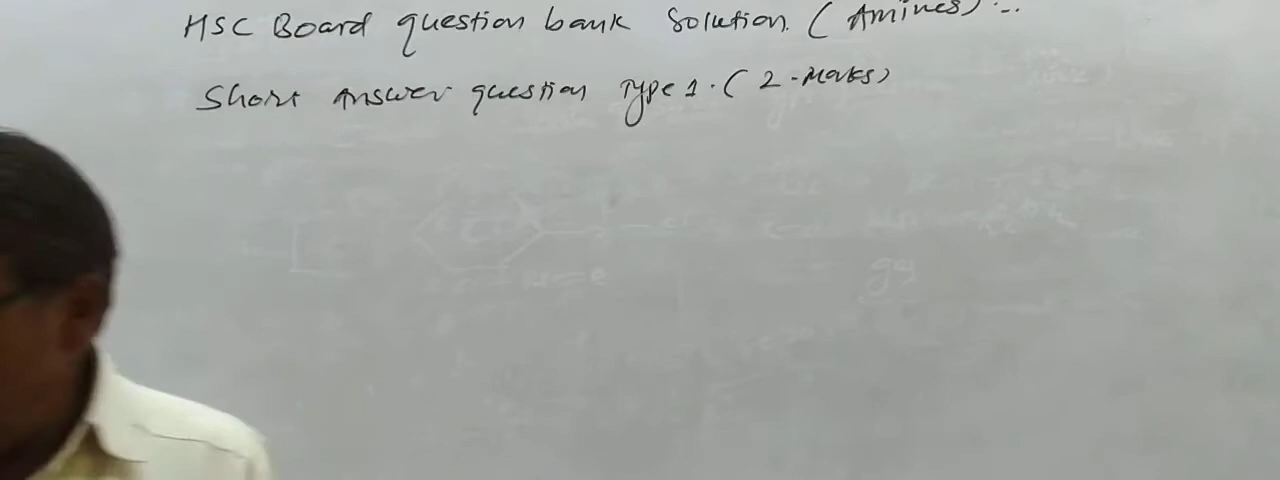 HSC Board question bank Solution. (Amines) :-
Short Answer question Type 1. (2-Marks)